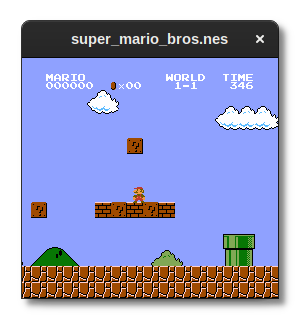 super_mario_bros.nes ×
MARIO WORLD TIME
000000 ×00 1-1 346
?
?
? ?